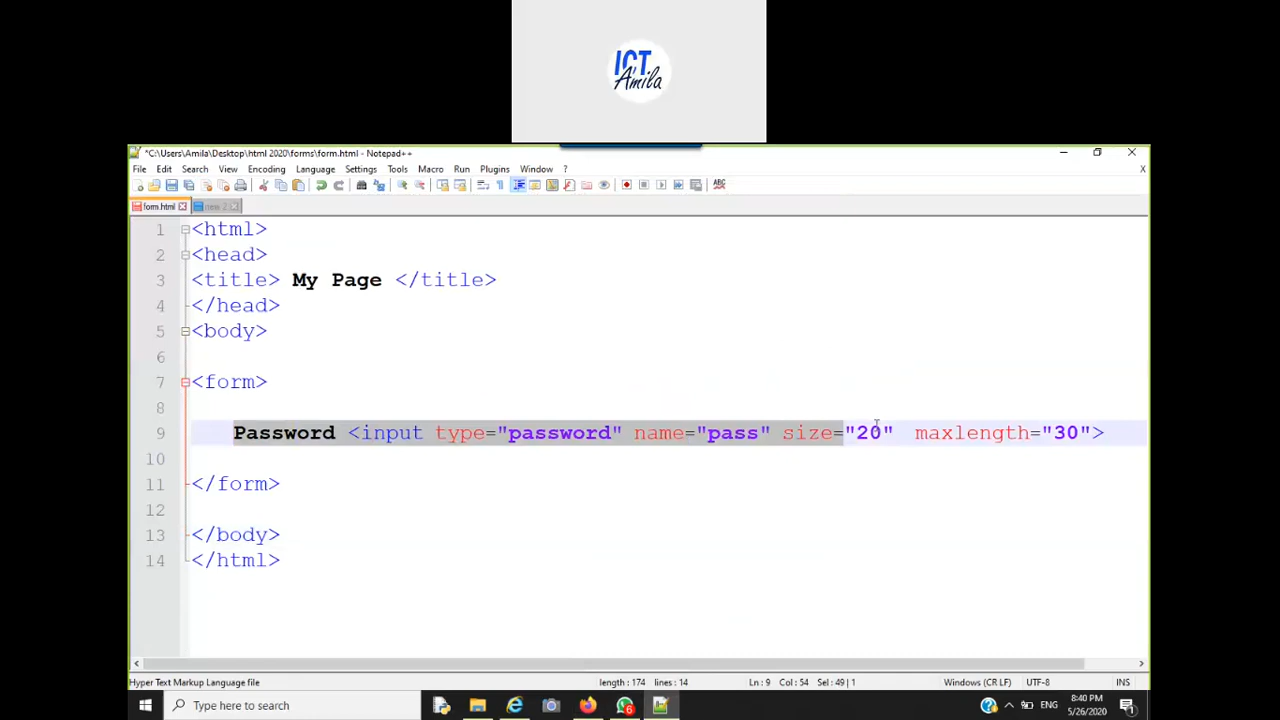 ICT.
Amila
*C:\Users\Amila\Desktop\html 2020\forms\form.html - Notepad++
File Edit Search View Encoding Language Settings Tools Macro Run Plugins Window ? X
form.html new 2
1 <html>
2 <head>
3 <title> My Page </title>
4 </head>
5 <body>
6
7 <form>
8
9 Password <input type="password" name="pass" size="20" maxlength="30">
10
11 </form>
12
13 </body>
14 </html>
Hyper Text Markup Language file length : 174 lines : 14 Ln : 9 Col : 54 Sel : 49 | 1 Windows (CR LF) UTF-8 INS
Type here to search 6 ENG 8:40 PM
5/26/2020 1